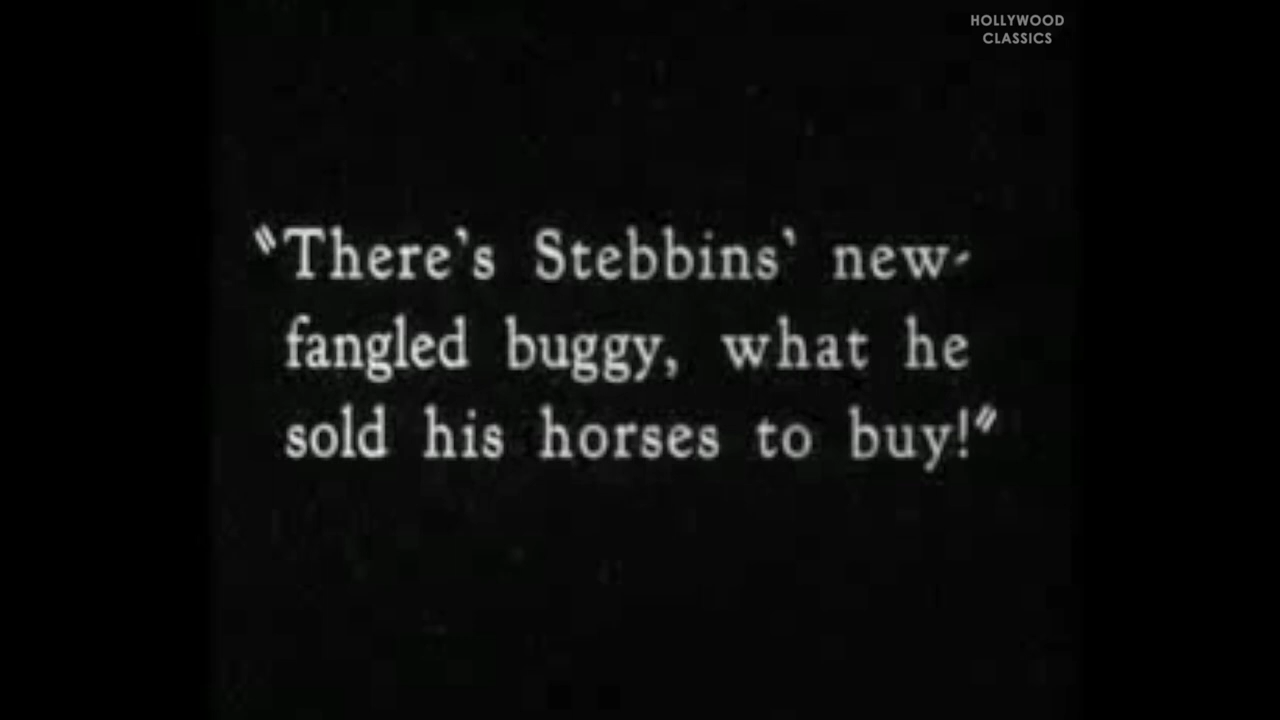 HOLLYWOOD
CLASSICS
"There's Stebbins' new-
fangled buggy, what he
sold his horses to buy!"